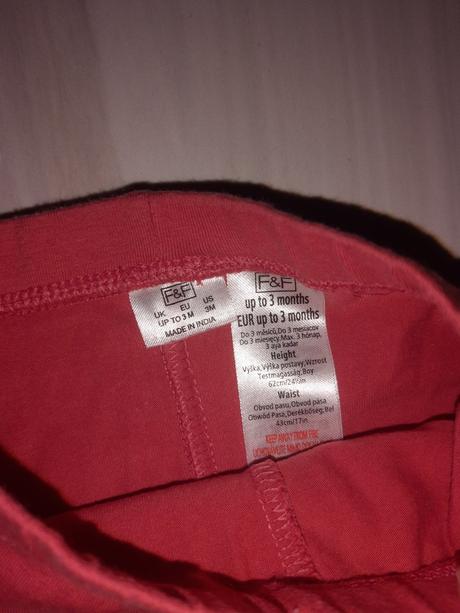 F&F
UK EU US
UP TO 3 M 3M
MADE IN INDIA
F&F
up to 3 months
EUR up to 3 months
Do 3 měsíců,Do 3 mesiacov
Do 3 miesięcy,Max. 3 hónap,
3 aya kadar
Height
Výška,Výška postavy,Wzrost
Testmagasság,Boy
62cm/24½in
Waist
Obvod pasu,Obvod pása
Obwód Pasa,Derékbőség;Bel
43cm/17in
KEEP AWAY FROM FIRE